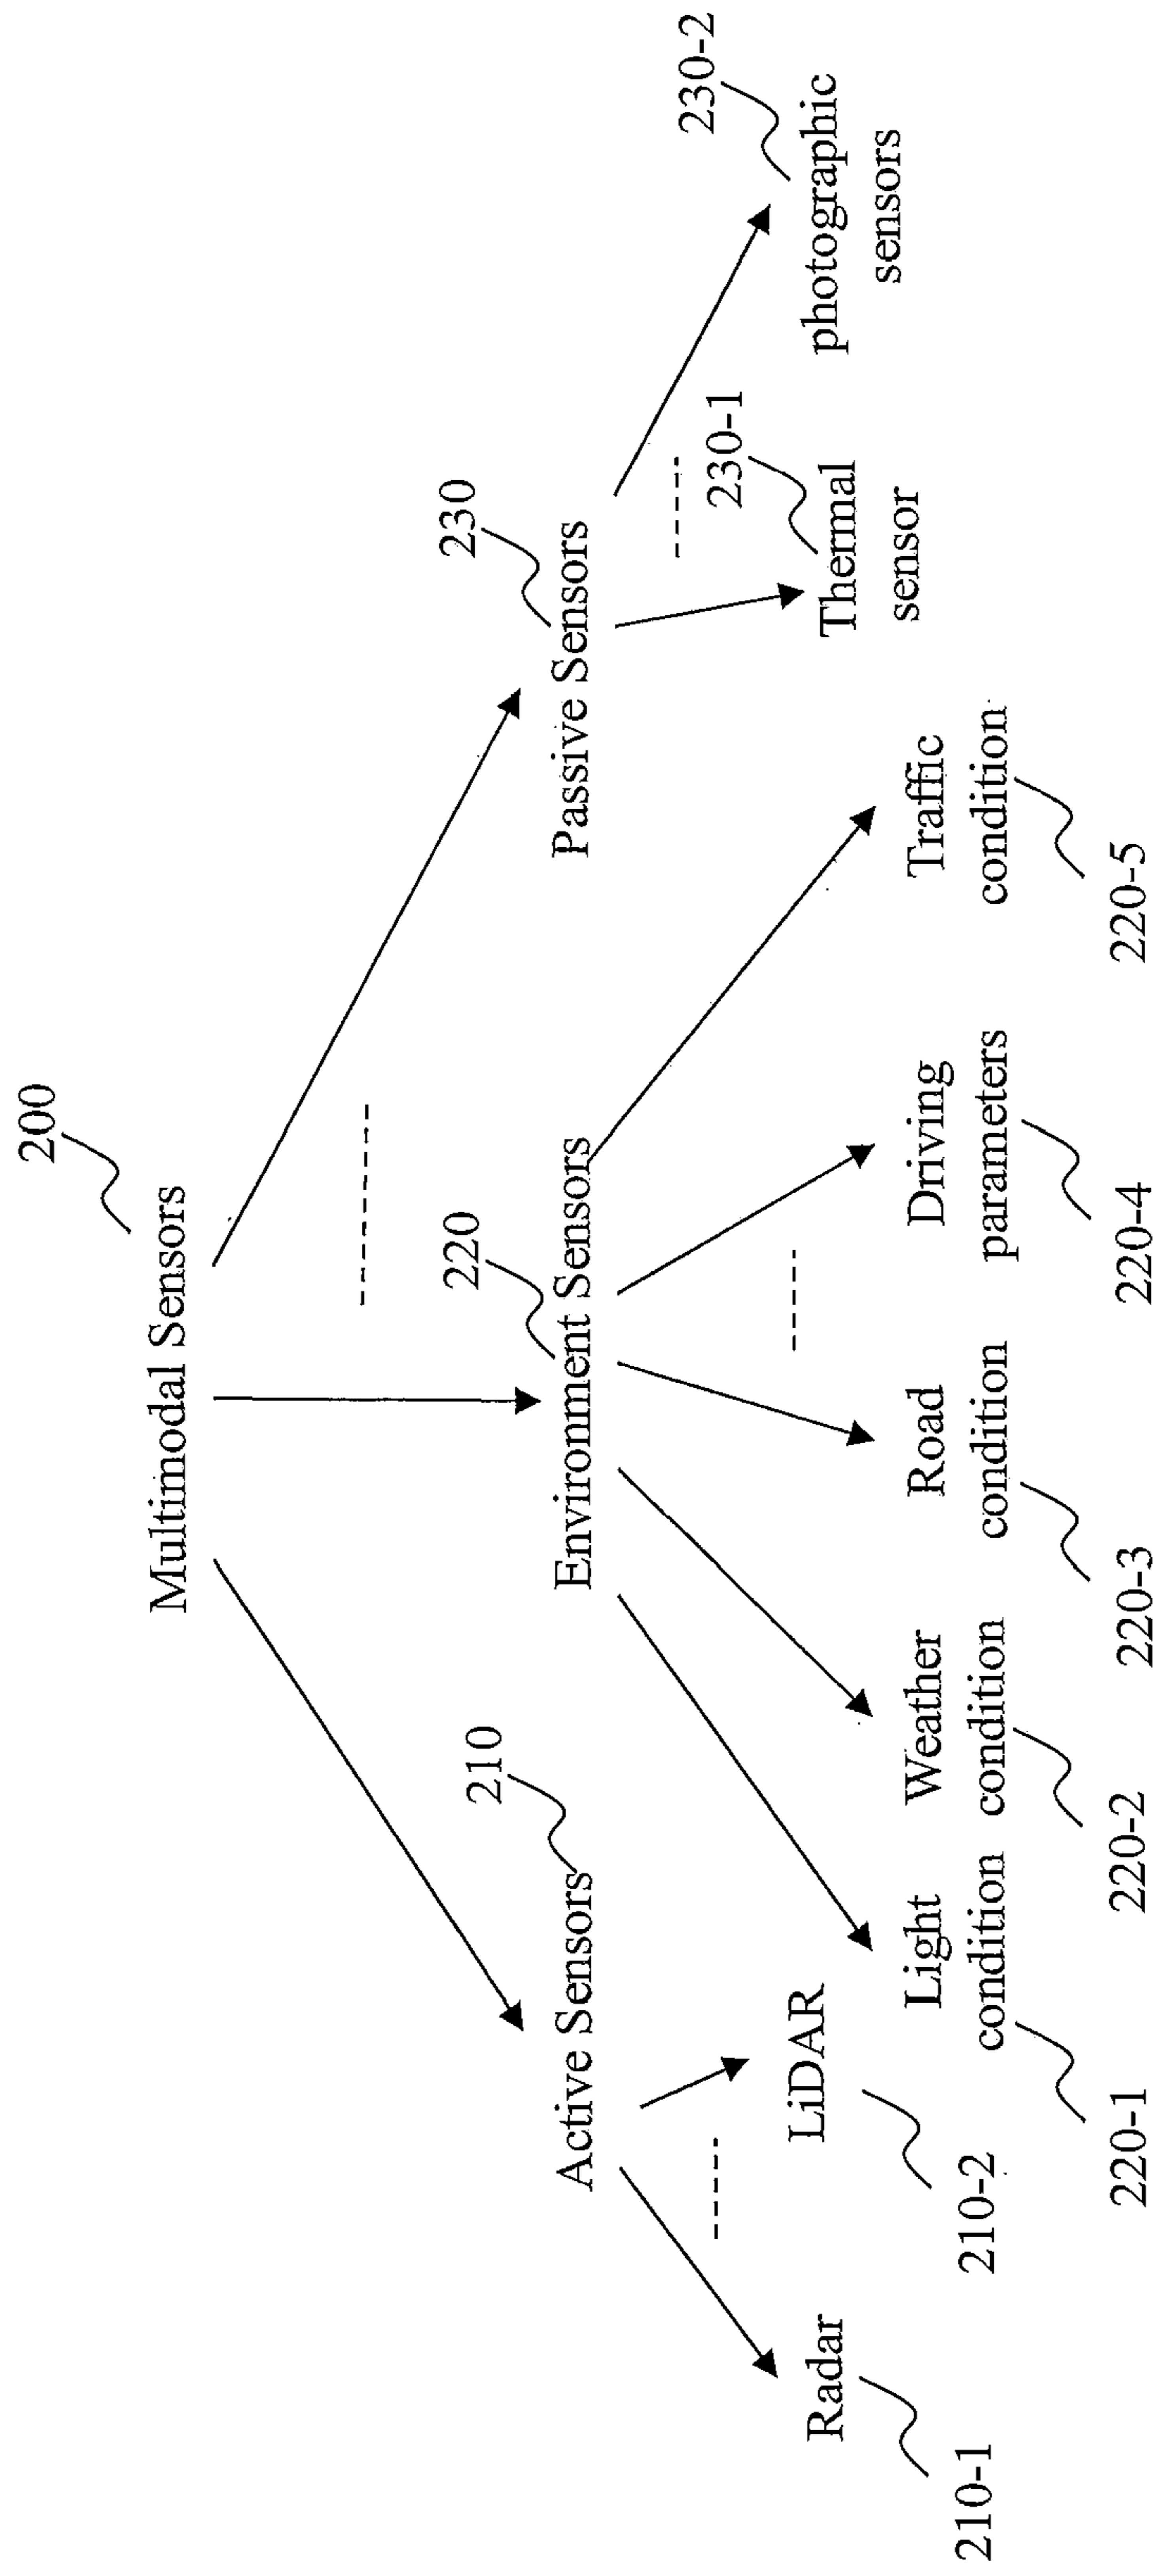 200
Multimodal Sensors
210
220
230
Active Sensors
Environment Sensors
Passive Sensors
230-2
230-1
Radar
LiDAR
Thermal
sensor
photographic
sensors
210-1
210-2
Light
condition
Weather
condition
Road
condition
Driving
parameters
Traffic
condition
220-1
220-2
220-3
220-4
220-5